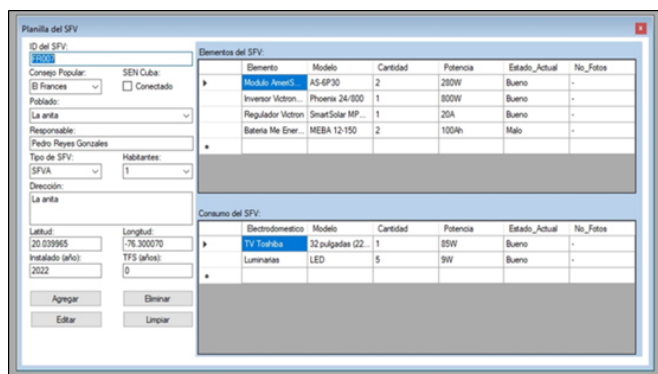 Planilla del SFV
ID del SFV:
FR007
Consejo Popular: SEN Cuba:
El Frances Conectado
Poblado:
La anita
Responsable:
Pedro Reyes Gonzales
Tipo de SFV: Habitantes:
SFVA 1
Dirección:
La anita
Latitud: Longitud:
20.039965 -76.300070
Instalado (año): TFS (años):
2022 0
Agregar Eliminar
Editar Limpiar
Elementos del SFV:
Elemento Modelo Cantidad Potencia Estado_Actual No_Fotos
Modulo AmeriS... AS-6P30 2 280W Bueno -
Inversor Victron... Phoenix 24/800 1 800W Bueno -
Regulador Victron SmartSolar MP... 1 20A Bueno -
Bateria Me Ener... MEBA 12-150 2 100Ah Malo -
Consumo del SFV:
Electrodomestico Modelo Cantidad Potencia Estado_Actual No_Fotos
TV Toshiba 32 pulgadas (22... 1 85W Bueno -
Luminarias LED 5 9W Bueno -